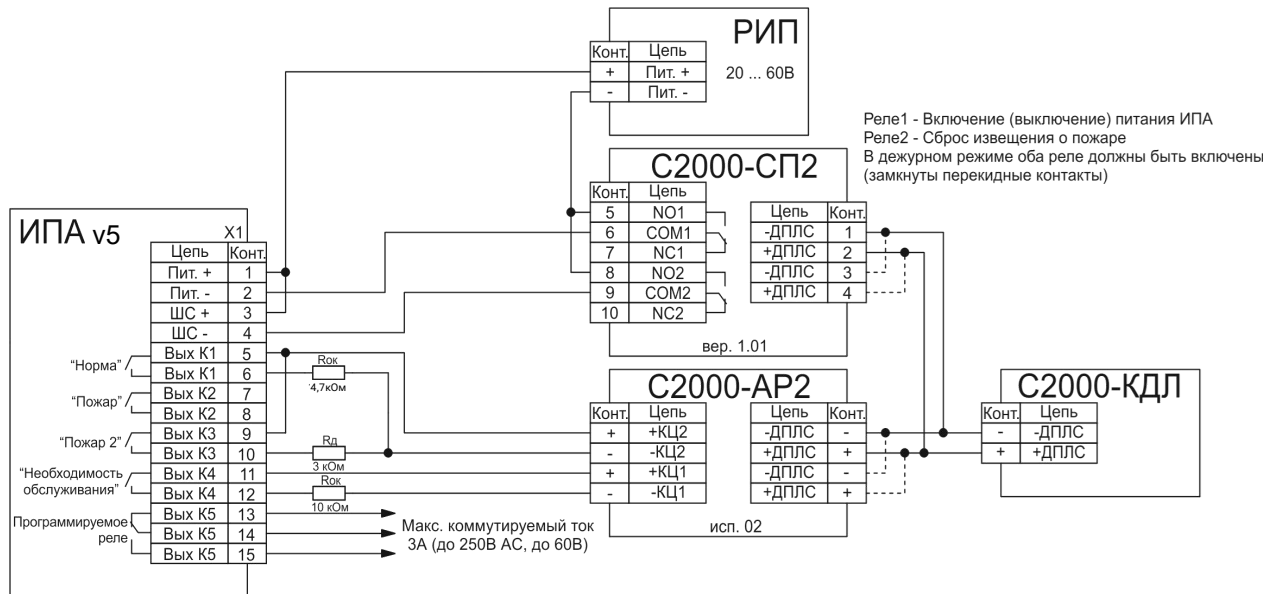 РИП
Конт. Цепь
+ Пит. + 20 ... 60В
- Пит. -
Реле1 - Включение (выключение) питания ИПА
Реле2 - Сброс извещения о пожаре
В дежурном режиме оба реле должны быть включены
(замкнуты перекидные контакты)
С2000-СП2
Конт. Цепь
5 NO1
6 COM1
7 NC1
8 NO2
9 COM2
10 NC2
Цепь Конт.
-ДПЛС 1
+ДПЛС 2
-ДПЛС 3
+ДПЛС 4
вер. 1.01
ИПА v5
X1
Цепь Конт.
Пит. + 1
Пит. - 2
ШС + 3
ШС - 4
Вых К1 5
Вых К1 6
Вых К2 7
Вых К2 8
Вых К3 9
Вых К3 10
Вых К4 11
Вых К4 12
Вых К5 13
Вых К5 14
Вых К5 15
“Норма”
“Пожар”
“Пожар 2”
“Необходимость
обслуживания”
Программируемое
реле
Rок
4,7кОм
Rд
3 кОм
Rок
10 кОм
Макс. коммутируемый ток
3А (до 250В АС, до 60В)
С2000-АР2
Конт. Цепь
+ +КЦ2
- -КЦ2
+ +КЦ1
- -КЦ1
Цепь Конт.
-ДПЛС -
+ДПЛС +
-ДПЛС -
+ДПЛС +
исп. 02
С2000-КДЛ
Конт. Цепь
- -ДПЛС
+ +ДПЛС